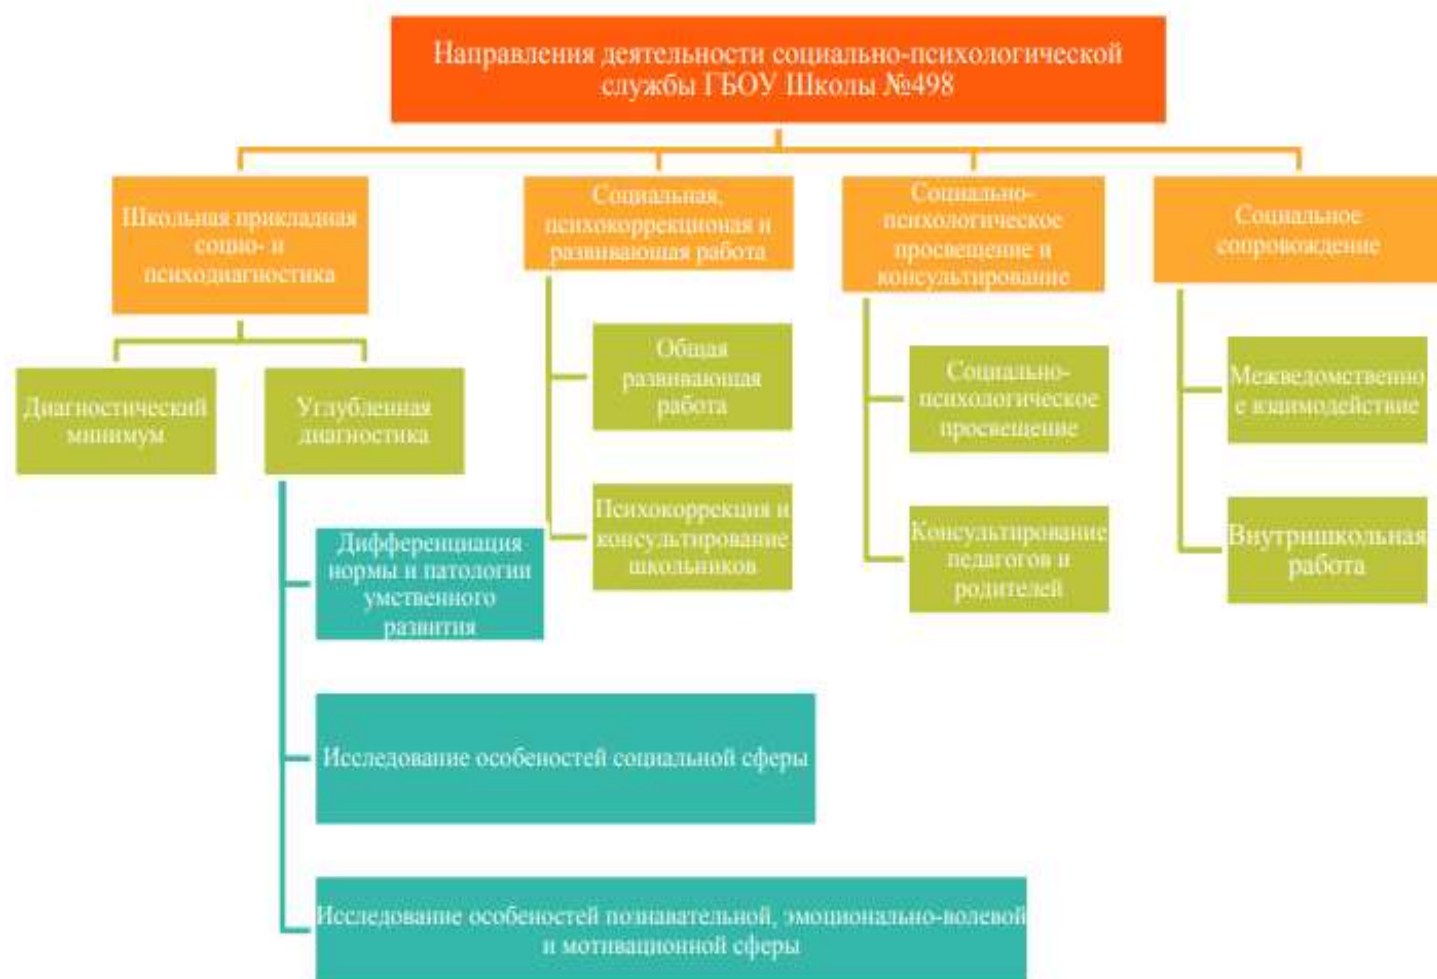 Направления деятельности социально-психологической
службы ГБОУ Школы №498
Школьная прикладная
социо- и
психодиагностика
Социальная,
психокоррекционая и
развивающая работа
Социально-
психологическое
просвещение и
консультирование
Социальное
сопровождение
Диагностический
минимум
Углубленная
диагностика
Общая
развивающая
работа
Социально-
психологическое
просвещение
Межведомственно
е взаимодействие
Психокоррекция и
консультирование
школьников
Консультирование
педагогов и
родителей
Внутришкольная
работа
Дифференциация
нормы и патологии
умственного
развития
Исследование особеностей социальной сферы
Исследование особеностей познавательной, эмоционально-волевой
и мотивационной сферы